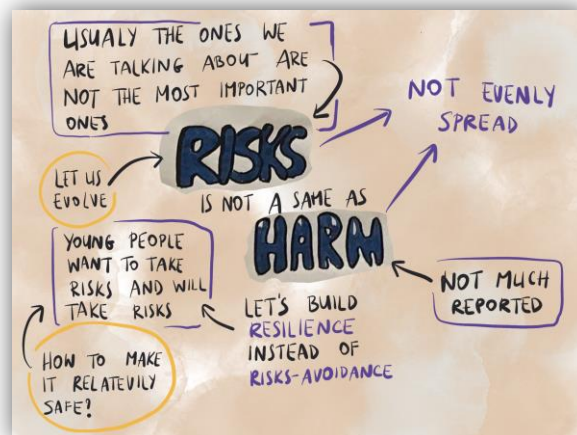 USUALY THE ONES WE
ARE TALKING ABOUT ARE
NOT THE MOST IMPORTANT
ONES
NOT EVENLY
SPREAD
RISKS
LET US
EVOLVE
IS NOT A SAME AS
HARM
YOUNG PEOPLE
WANT TO TAKE
RISKS AND WILL
TAKE RISKS
NOT MUCH
REPORTED
LET'S BUILD
RESILIENCE
INSTEAD OF
RISKS-AVOIDANCE
HOW TO MAKE
IT RELATEVILY
SAFE?